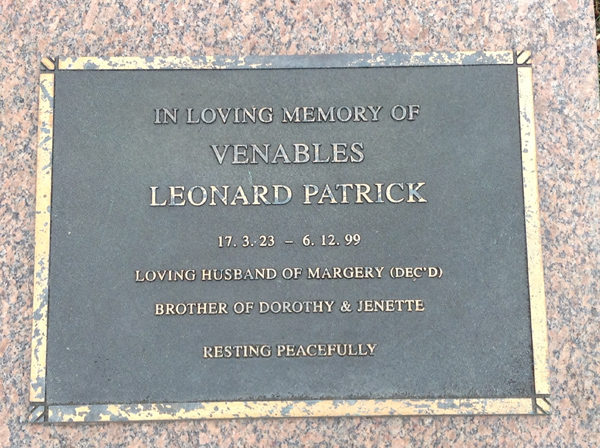 IN LOVING MEMORY OF
VENABLES
LEONARD PATRICK
17. 3. 23 – 6. 12. 99
LOVING HUSBAND OF MARGERY (DEC'D)
BROTHER OF DOROTHY & JENETTE
RESTING PEACEFULLY